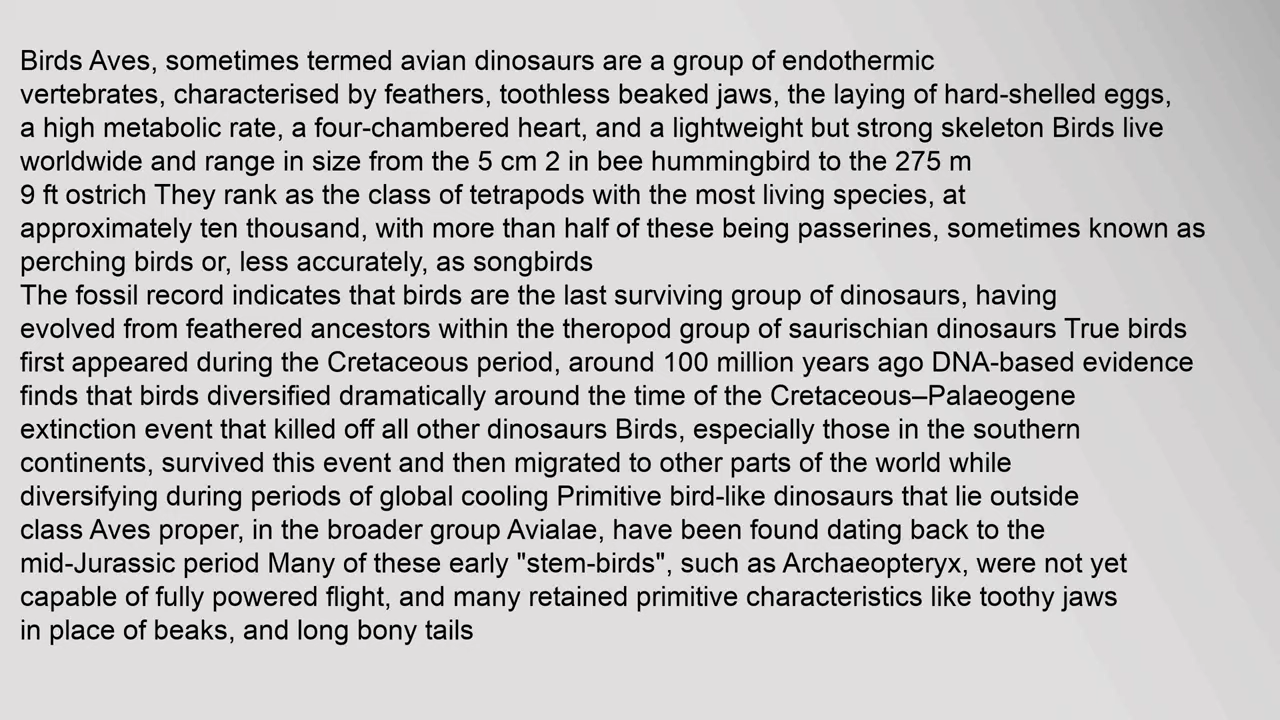 Birds Aves, sometimes termed avian dinosaurs are a group of endothermic
vertebrates, characterised by feathers, toothless beaked jaws, the laying of hard-shelled eggs,
a high metabolic rate, a four-chambered heart, and a lightweight but strong skeleton Birds live
worldwide and range in size from the 5 cm 2 in bee hummingbird to the 275 m
9 ft ostrich They rank as the class of tetrapods with the most living species, at
approximately ten thousand, with more than half of these being passerines, sometimes known as
perching birds or, less accurately, as songbirds
The fossil record indicates that birds are the last surviving group of dinosaurs, having
evolved from feathered ancestors within the theropod group of saurischian dinosaurs True birds
first appeared during the Cretaceous period, around 100 million years ago DNA-based evidence
finds that birds diversified dramatically around the time of the Cretaceous–Palaeogene
extinction event that killed off all other dinosaurs Birds, especially those in the southern
continents, survived this event and then migrated to other parts of the world while
diversifying during periods of global cooling Primitive bird-like dinosaurs that lie outside
class Aves proper, in the broader group Avialae, have been found dating back to the
mid-Jurassic period Many of these early "stem-birds", such as Archaeopteryx, were not yet
capable of fully powered flight, and many retained primitive characteristics like toothy jaws
in place of beaks, and long bony tails